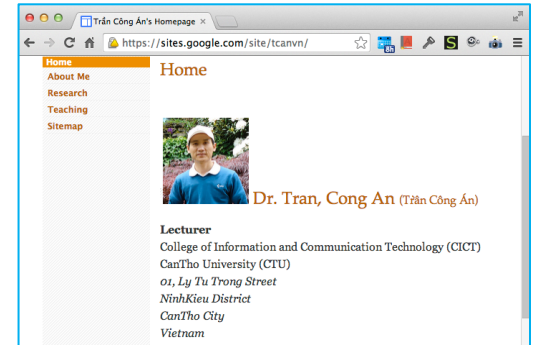 Trần Công Án's Homepage ×
https://sites.google.com/site/tcanvn/
8h
S
Home
About Me
Research
Teaching
Sitemap
Home
Dr. Tran, Cong An (Trần Công Án)
Lecturer
College of Information and Communication Technology (CICT)
CanTho University (CTU)
01, Ly Tu Trong Street
NinhKieu District
CanTho City
Vietnam